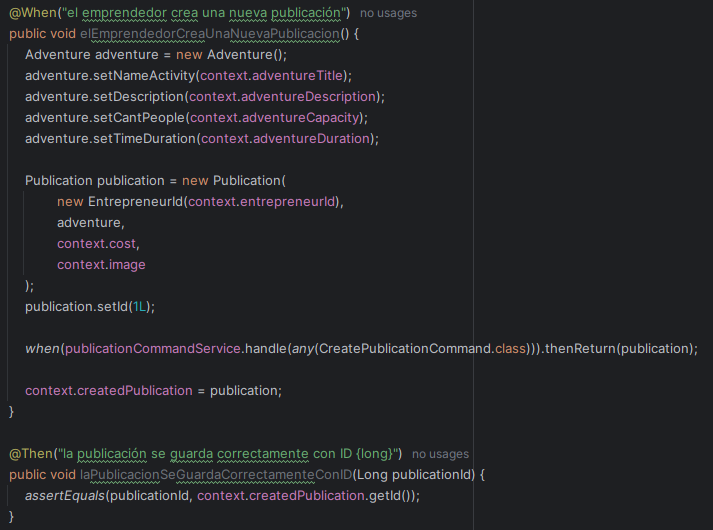 @When("el emprendedor crea una nueva publicación")  no usages
public void elEmprendedorCreaUnaNuevaPublicacion() {
    Adventure adventure = new Adventure();
    adventure.setNameActivity(context.adventureTitle);
    adventure.setDescription(context.adventureDescription);
    adventure.setCantPeople(context.adventureCapacity);
    adventure.setTimeDuration(context.adventureDuration);

    Publication publication = new Publication(
            new EntrepreneurId(context.entrepreneurId),
            adventure,
            context.cost,
            context.image
    );
    publication.setId(1L);

    when(publicationCommandService.handle(any(CreatePublicationCommand.class))).thenReturn(publication);

    context.createdPublication = publication;
}

@Then("la publicación se guarda correctamente con ID {long}")  no usages
public void laPublicacionSeGuardaCorrectamenteConID(Long publicationId) {
    assertEquals(publicationId, context.createdPublication.getId());
}